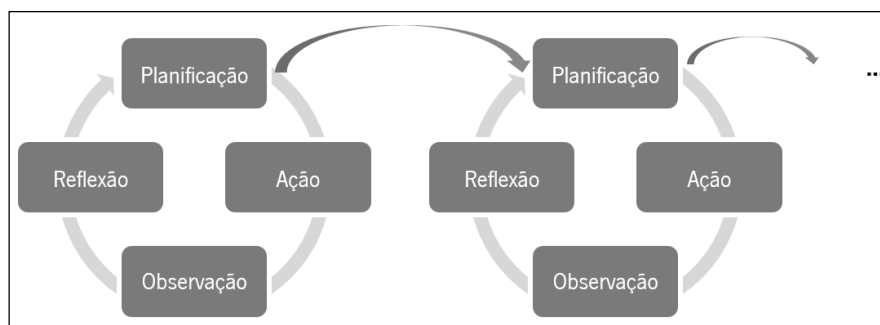 Planificação
Reflexão
Ação
Observação
Planificação
Reflexão
Ação
Observação
...